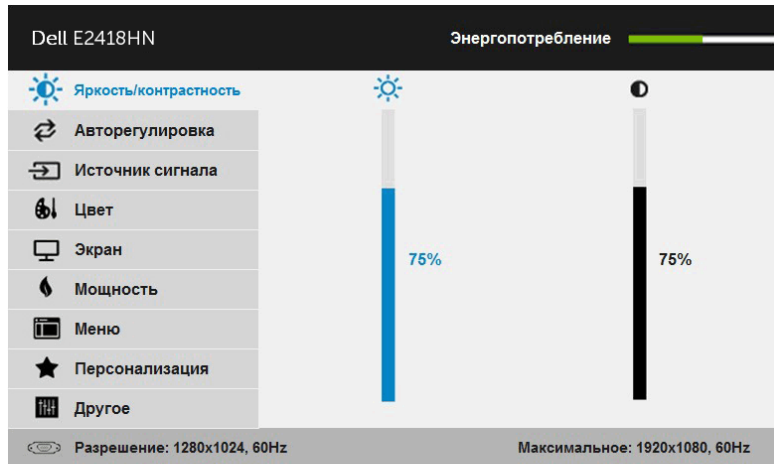 Dell E2418HN
Энергопотребление
Яркость/контрастность
Авторегулировка
Источник сигнала
Цвет
Экран
75%
75%
Мощность
Меню
Персонализация
Другое
Разрешение: 1280x1024, 60Hz
Максимальное: 1920x1080, 60Hz